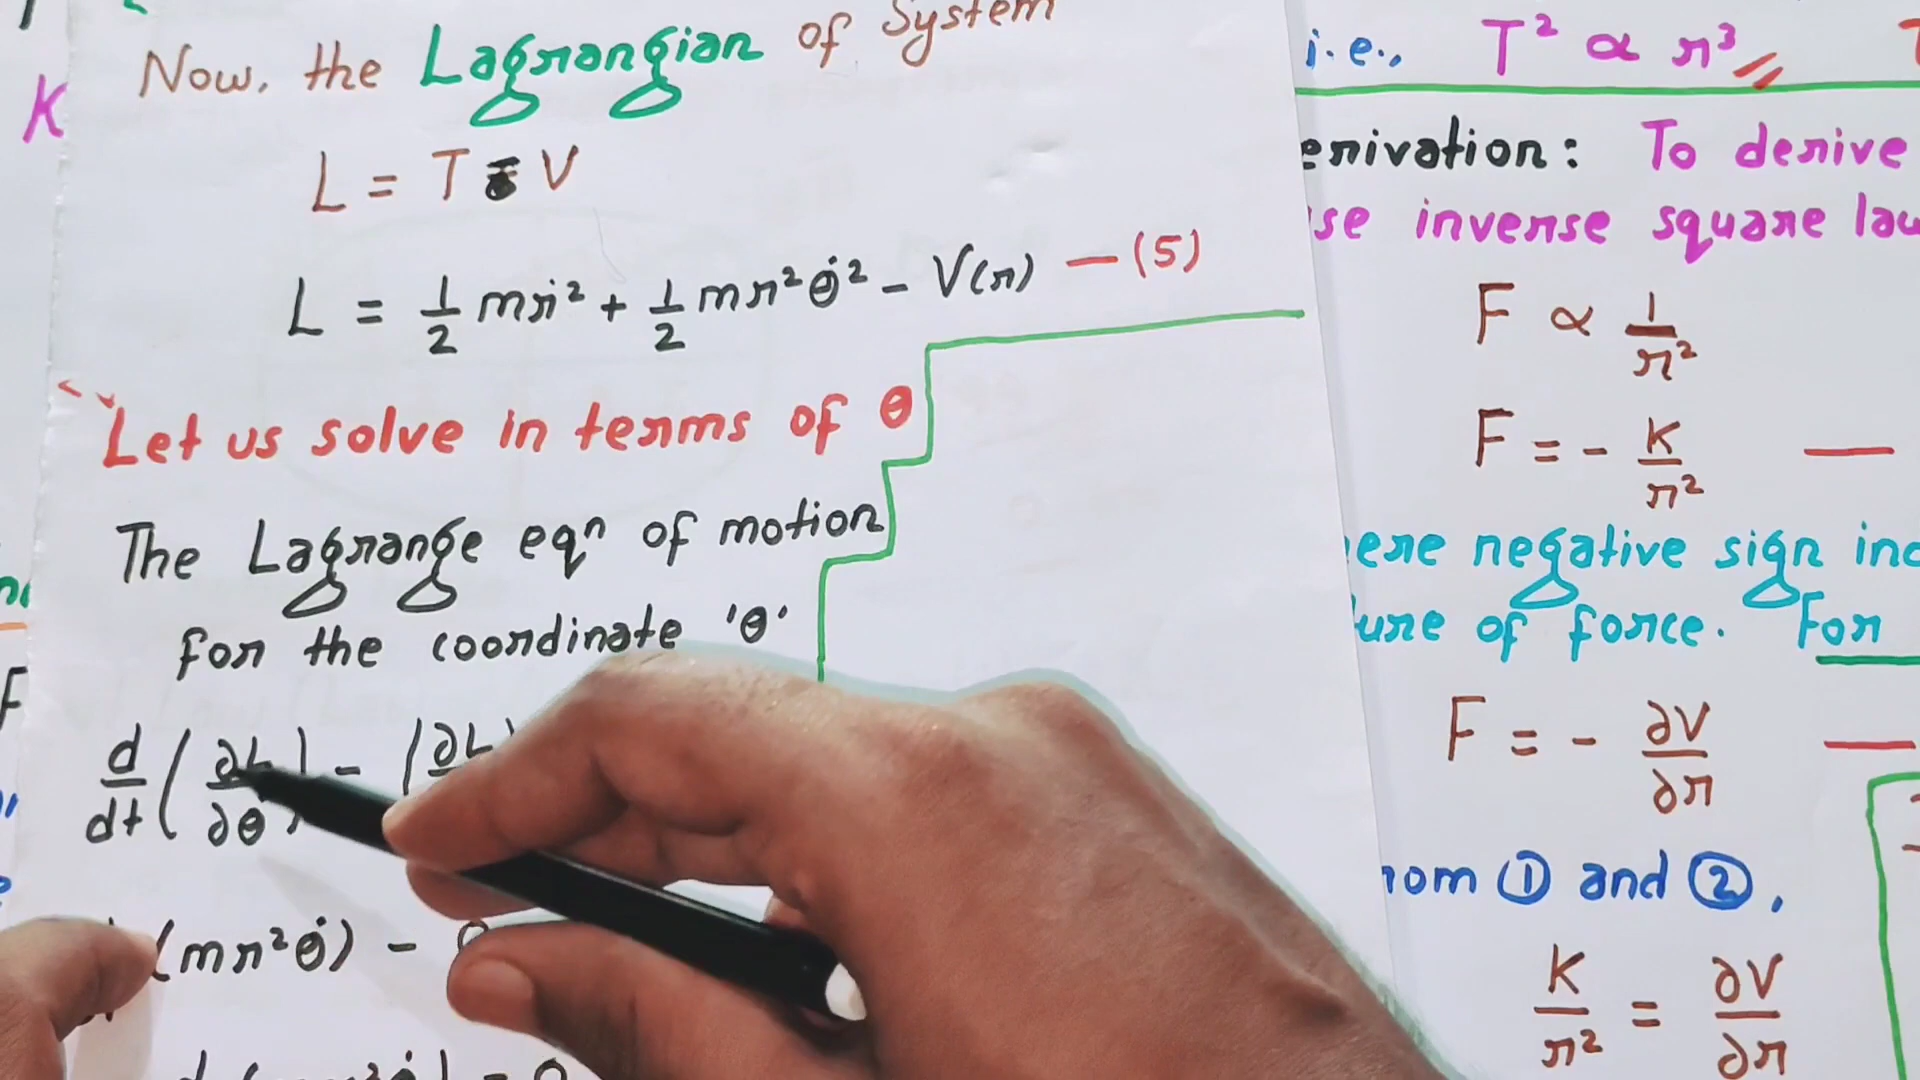 Now, the Lagrangian of System
L = T - V
L = 1/2 mṙ² + 1/2 mr²θ̇² - V(r) — (5)
Let us solve in terms of θ
The Lagrange eqⁿ of motion
for the coordinate 'θ'
d/dt (∂L/∂θ̇) - (∂L
(mr²θ̇) - 0
= 0
K
F
i.e., T² ∝ r³
erivation: To derive
se inverse square law
F ∝ 1/r²
F = - K/r² —
ere negative sign ind
ure of force. For
F = - ∂V/∂r —
rom ① and ②,
K/r² = ∂V/∂r